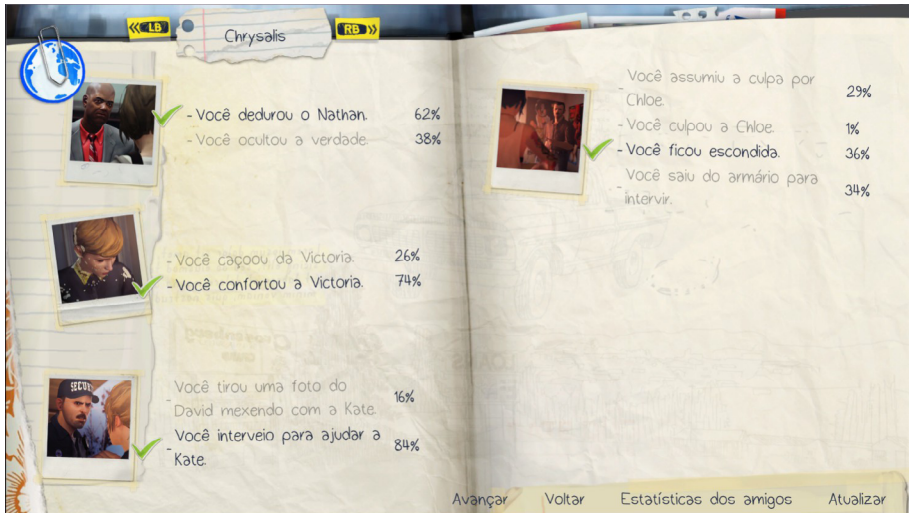 LB
Chrysalis
RB
- Você dedurou o Nathan. 62%
- Você ocultou a verdade. 38%
- Você caçoou da Victoria. 26%
- Você confortou a Victoria. 74%
Você tirou uma foto do
- David mexendo com a Kate. 16%
Você interveio para ajudar a
- Kate. 84%
SECUR
Você assumiu a culpa por
- Chloe. 29%
- Você culpou a Chloe. 1%
- Você ficou escondida. 36%
Você saiu do armário para
- intervir. 34%
Avançar Voltar Estatísticas dos amigos Atualizar